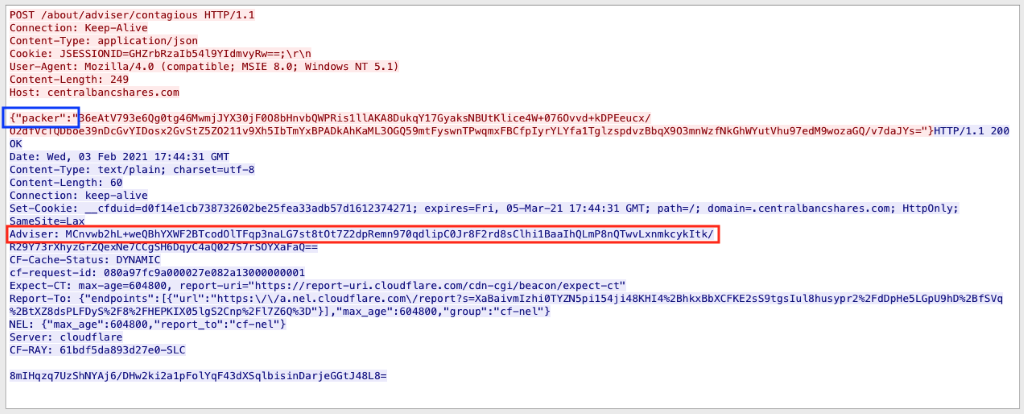 POST /about/adviser/contagious HTTP/1.1
Connection: Keep-Alive
Content-Type: application/json
Cookie: JSESSIONID=GHZrbRzaIb54l9YIdmvyRw==;\r\n
User-Agent: Mozilla/4.0 (compatible; MSIE 8.0; Windows NT 5.1)
Content-Length: 249
Host: centralbancshares.com
{"packer":"36eAtV793e6Qg0tg46MwmjJYX30jF0O8bHnvbQWPRis1llAKA8DukqY17GyaksNBUtKlice4W+076Ovvd+kDPEeucx/
O2dfVcTQDboe39nDcGvYIDosx2GvStZ5ZO211v9Xh5IbTmYxBPADkAhKaML3OGQ59mtFyswnTPwqmxFBCfpIyrYLYfa1TglzspdvzBbqX9O3mnWzfNkGhWYutVhu97edM9wozaGQ/v7daJYs="}HTTP/1.1 200
OK
Date: Wed, 03 Feb 2021 17:44:31 GMT
Content-Type: text/plain; charset=utf-8
Content-Length: 60
Connection: keep-alive
Set-Cookie: __cfduid=d0f14e1cb738732602be25fea33adb57d1612374271; expires=Fri, 05-Mar-21 17:44:31 GMT; path=/; domain=.centralbancshares.com; HttpOnly;
SameSite=Lax
Adviser: MCnvwb2hL+weQBhYXWF2BTcodOlTFqp3naLG7st8tOt7Z2dpRemn970qdlipC0Jr8F2rd8sClhi1BaaIhQLmP8nQTwvLxnmkcykItk/
R29Y73rXhyzGrZQexNe7CCgSH6DqyC4aQ027S7rSOYXaFaQ==
CF-Cache-Status: DYNAMIC
cf-request-id: 080a97fc9a000027e082a13000000001
Expect-CT: max-age=604800, report-uri="https://report-uri.cloudflare.com/cdn-cgi/beacon/expect-ct"
Report-To: {"endpoints":[{"url":"https:\/\/a.nel.cloudflare.com\/report?s=XaBaivmIzhi0TYZN5pi154ji48KHI4%2BhkxBbXCFKE2sS9tgsIul8husypr2%2FdDpHe5LGpU9hD%2BfSVq
%2BtXZ8dsPLFDyS%2F8%2FHEPKIX05lgS2Cnp%2Fl7Z6Q%3D"}],"max_age":604800,"group":"cf-nel"}
NEL: {"max_age":604800,"report_to":"cf-nel"}
Server: cloudflare
CF-RAY: 61bdf5da893d27e0-SLC
8mIHqzq7UzShNYAj6/DHw2ki2a1pFolYqF43dXSqlbisinDarjeGGtJ48L8=